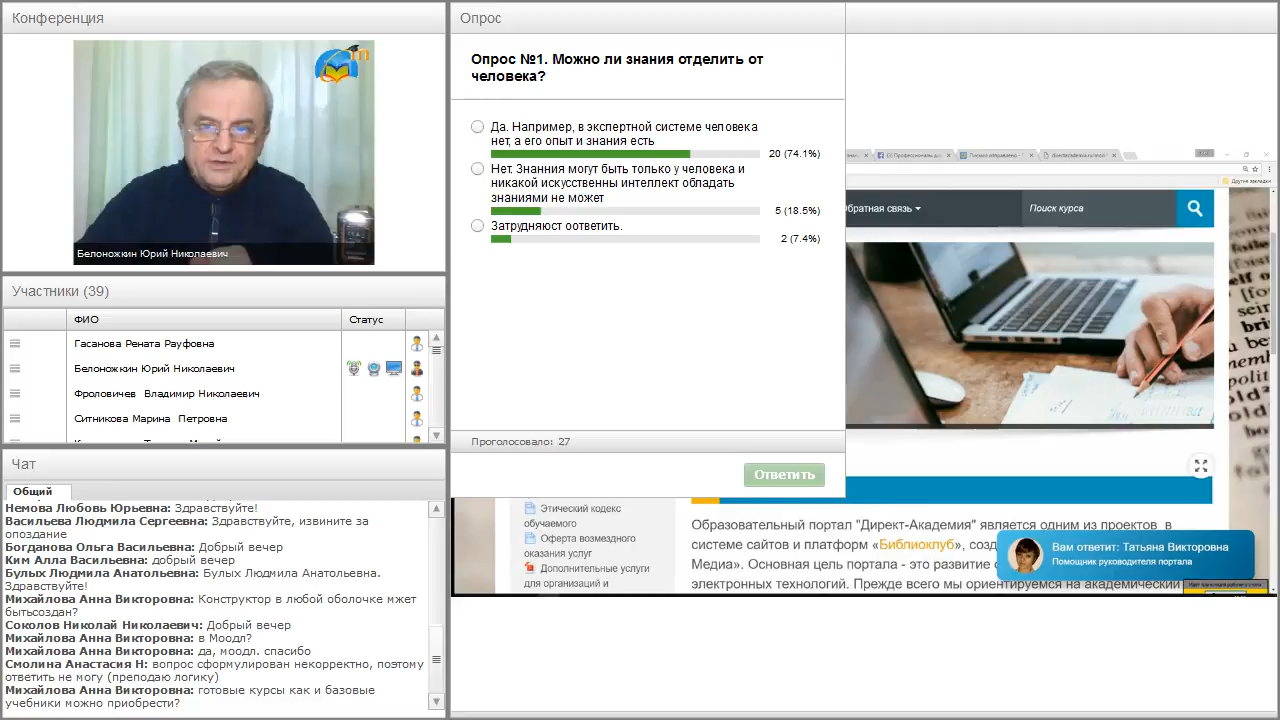 Конференция
ТП
Белоножкин Юрий Николаевич
Участники (39)
ФИО
Статус
Гасанова Рената Рауфовна
Белоножкин Юрий Николаевич
Фроловичев Владимир Николаевич
Ситникова Марина Петровна
Чат
Общий
Немова Любовь Юрьевна: Здравствуйте!
Васильева Людмила Сергеевна: Здравствуйте, извините за
опоздание
Богданова Ольга Васильевна: Добрый вечер
Ким Алла Васильевна: добрый вечер
Булых Людмила Анатольевна: Булых Людмила Анатольевна.
Здравствуйте!
Михайлова Анна Викторовна: Конструктор в любой оболочке мжет
бытьсоздан?
Соколов Николай Николаевич: Добрый вечер
Михайлова Анна Викторовна: в Моодл?
Михайлова Анна Викторовна: да, моодл. спасибо
Смолина Анастасия Н: вопрос сформулирован некорректно, поэтому
ответить не могу (преподаю логику)
Михайлова Анна Викторовна: готовые курсы как и базовые
учебники можно приобрести?
Опрос
Опрос №1. Можно ли знания отделить от
человека?
Да. Например, в экспертной системе человека
нет, а его опыт и знания есть
20 (74.1%)
Нет. Знанния могут быть только у человека и
никакой искусственны интеллект обладать
знаниями не может
5 (18.5%)
Затрудняюст оответить.
2 (7.4%)
Проголосовало: 27
Ответить
Другие закладки
братная связь
Поиск курса
Этический кодекс
обучаемого
Оферта возмездного
оказания услуг
Дополнительные услуги
для организаций и
Образовательный портал "Директ-Академия" является одним из проектов в
системе сайтов и платформ «Библиоклуб», созд
Медиа». Основная цель портала - это развитие
электронных технологий. Прежде всего мы ориентируемся на академический
Вам ответит: Татьяна Викторовна
Помощник руководителя портала